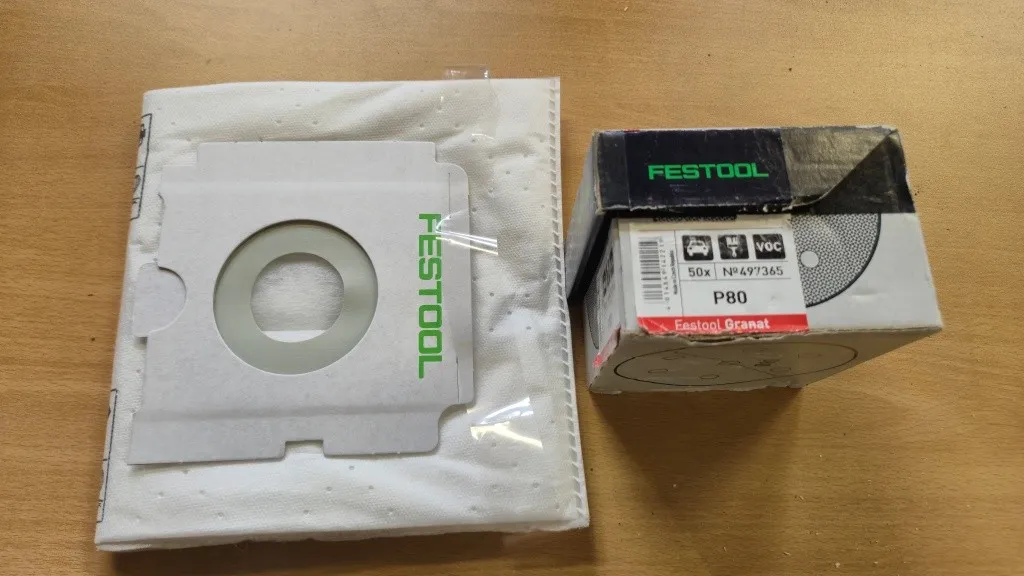 FESTOOL
FESTOOL
VOC
50x Nº497365
P80
Festool Granat